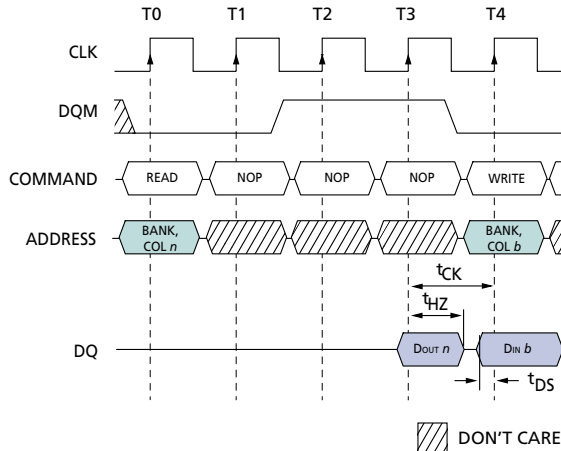 T0 T1 T2 T3 T4
CLK
DQM
COMMAND READ NOP NOP NOP WRITE
ADDRESS BANK, COL n BANK, COL b
tCK
tHZ
DQ DOUT n DIN b
tDS
DON'T CARE